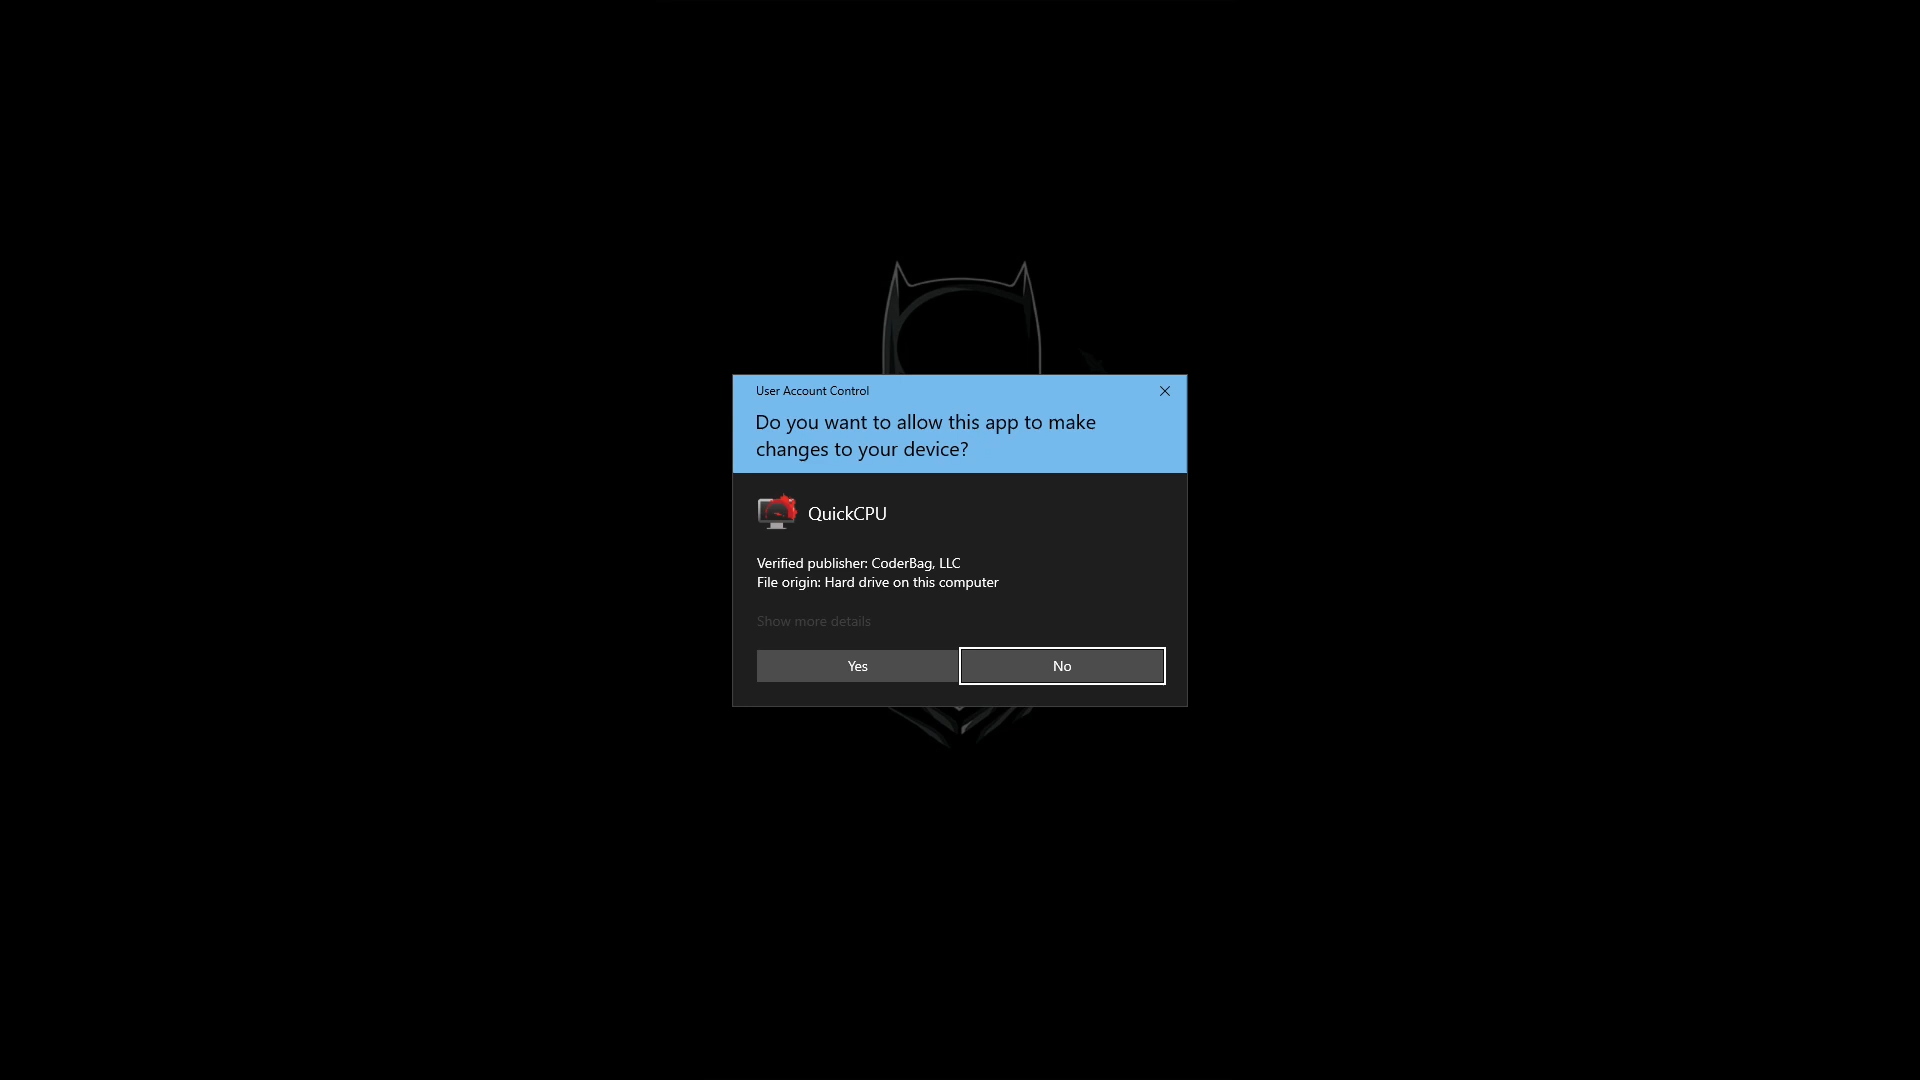 User Account Control
Do you want to allow this app to make
changes to your device?
QuickCPU
Verified publisher: CoderBag, LLC
File origin: Hard drive on this computer
Show more details
Yes
No